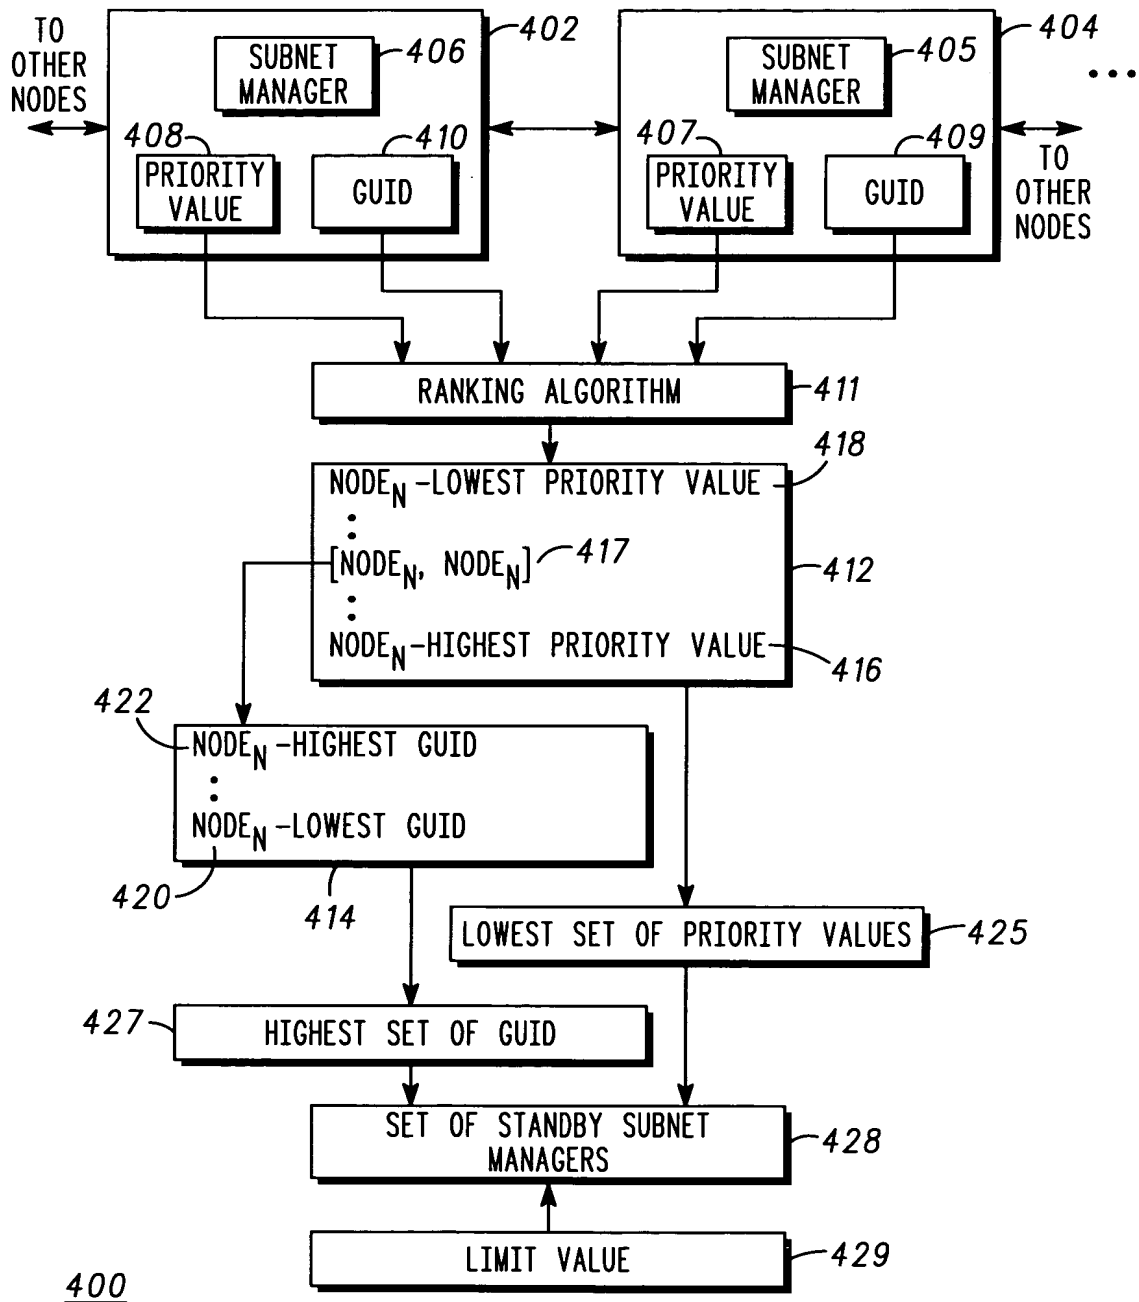 TO
OTHER
NODES
402
SUBNET
MANAGER
406
408
PRIORITY
VALUE
410
GUID
404
SUBNET
MANAGER
405
407
PRIORITY
VALUE
409
GUID
TO
OTHER
NODES
RANKING ALGORITHM
411
NODEN-LOWEST PRIORITY VALUE
418
[NODEN, NODEN]
417
412
NODEN-HIGHEST PRIORITY VALUE
416
422
NODEN-HIGHEST GUID
NODEN-LOWEST GUID
420
414
LOWEST SET OF PRIORITY VALUES
425
427
HIGHEST SET OF GUID
SET OF STANDBY SUBNET
MANAGERS
428
LIMIT VALUE
429
400